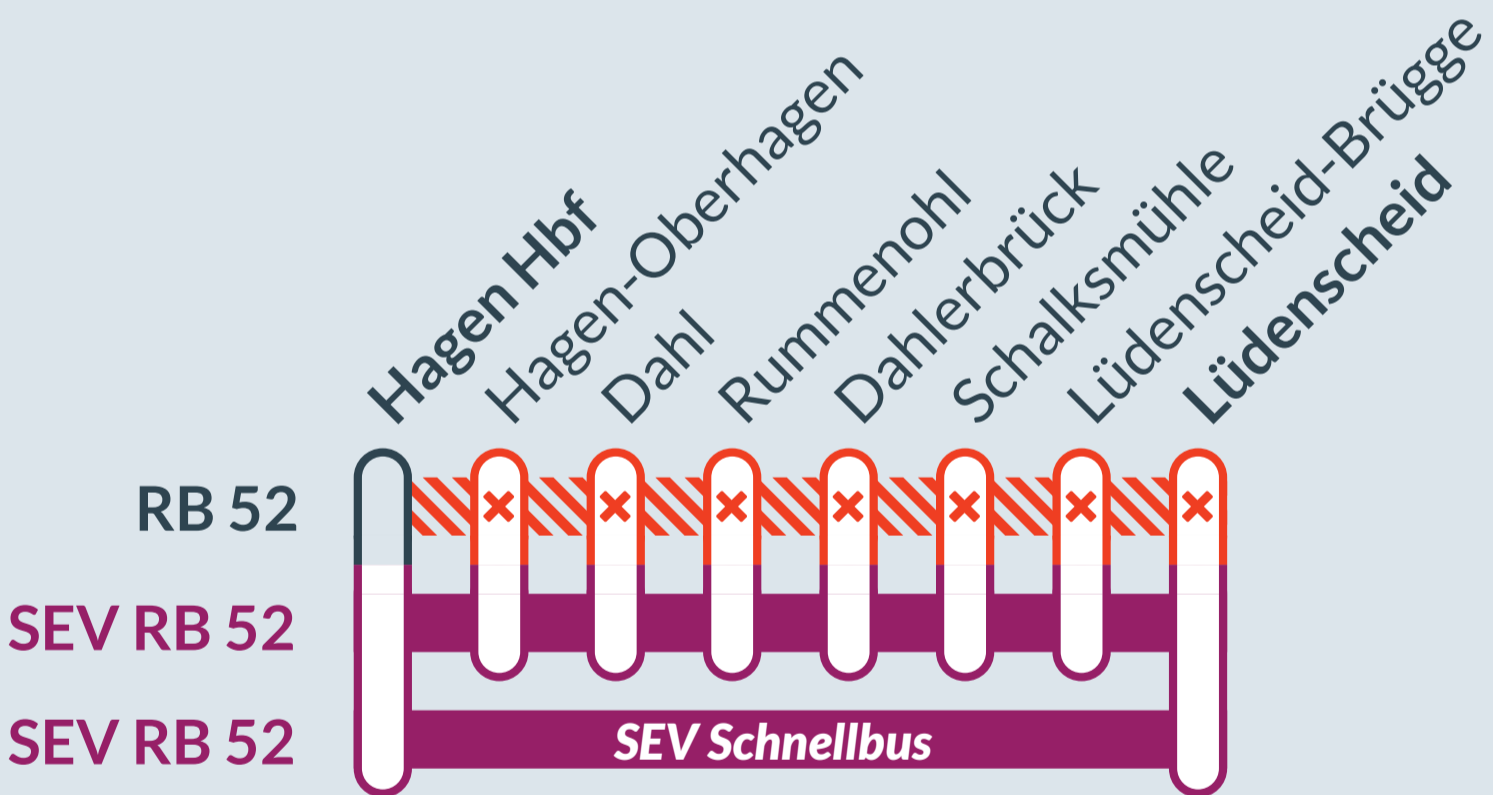 Hagen Hbf
Hagen-Oberhagen
Dahl
Rummenohl
Dahlerbrück
Schalksmühle
Lüdenscheid-Brügge
Lüdenscheid
RB 52
SEV RB 52
SEV RB 52
SEV Schnellbus